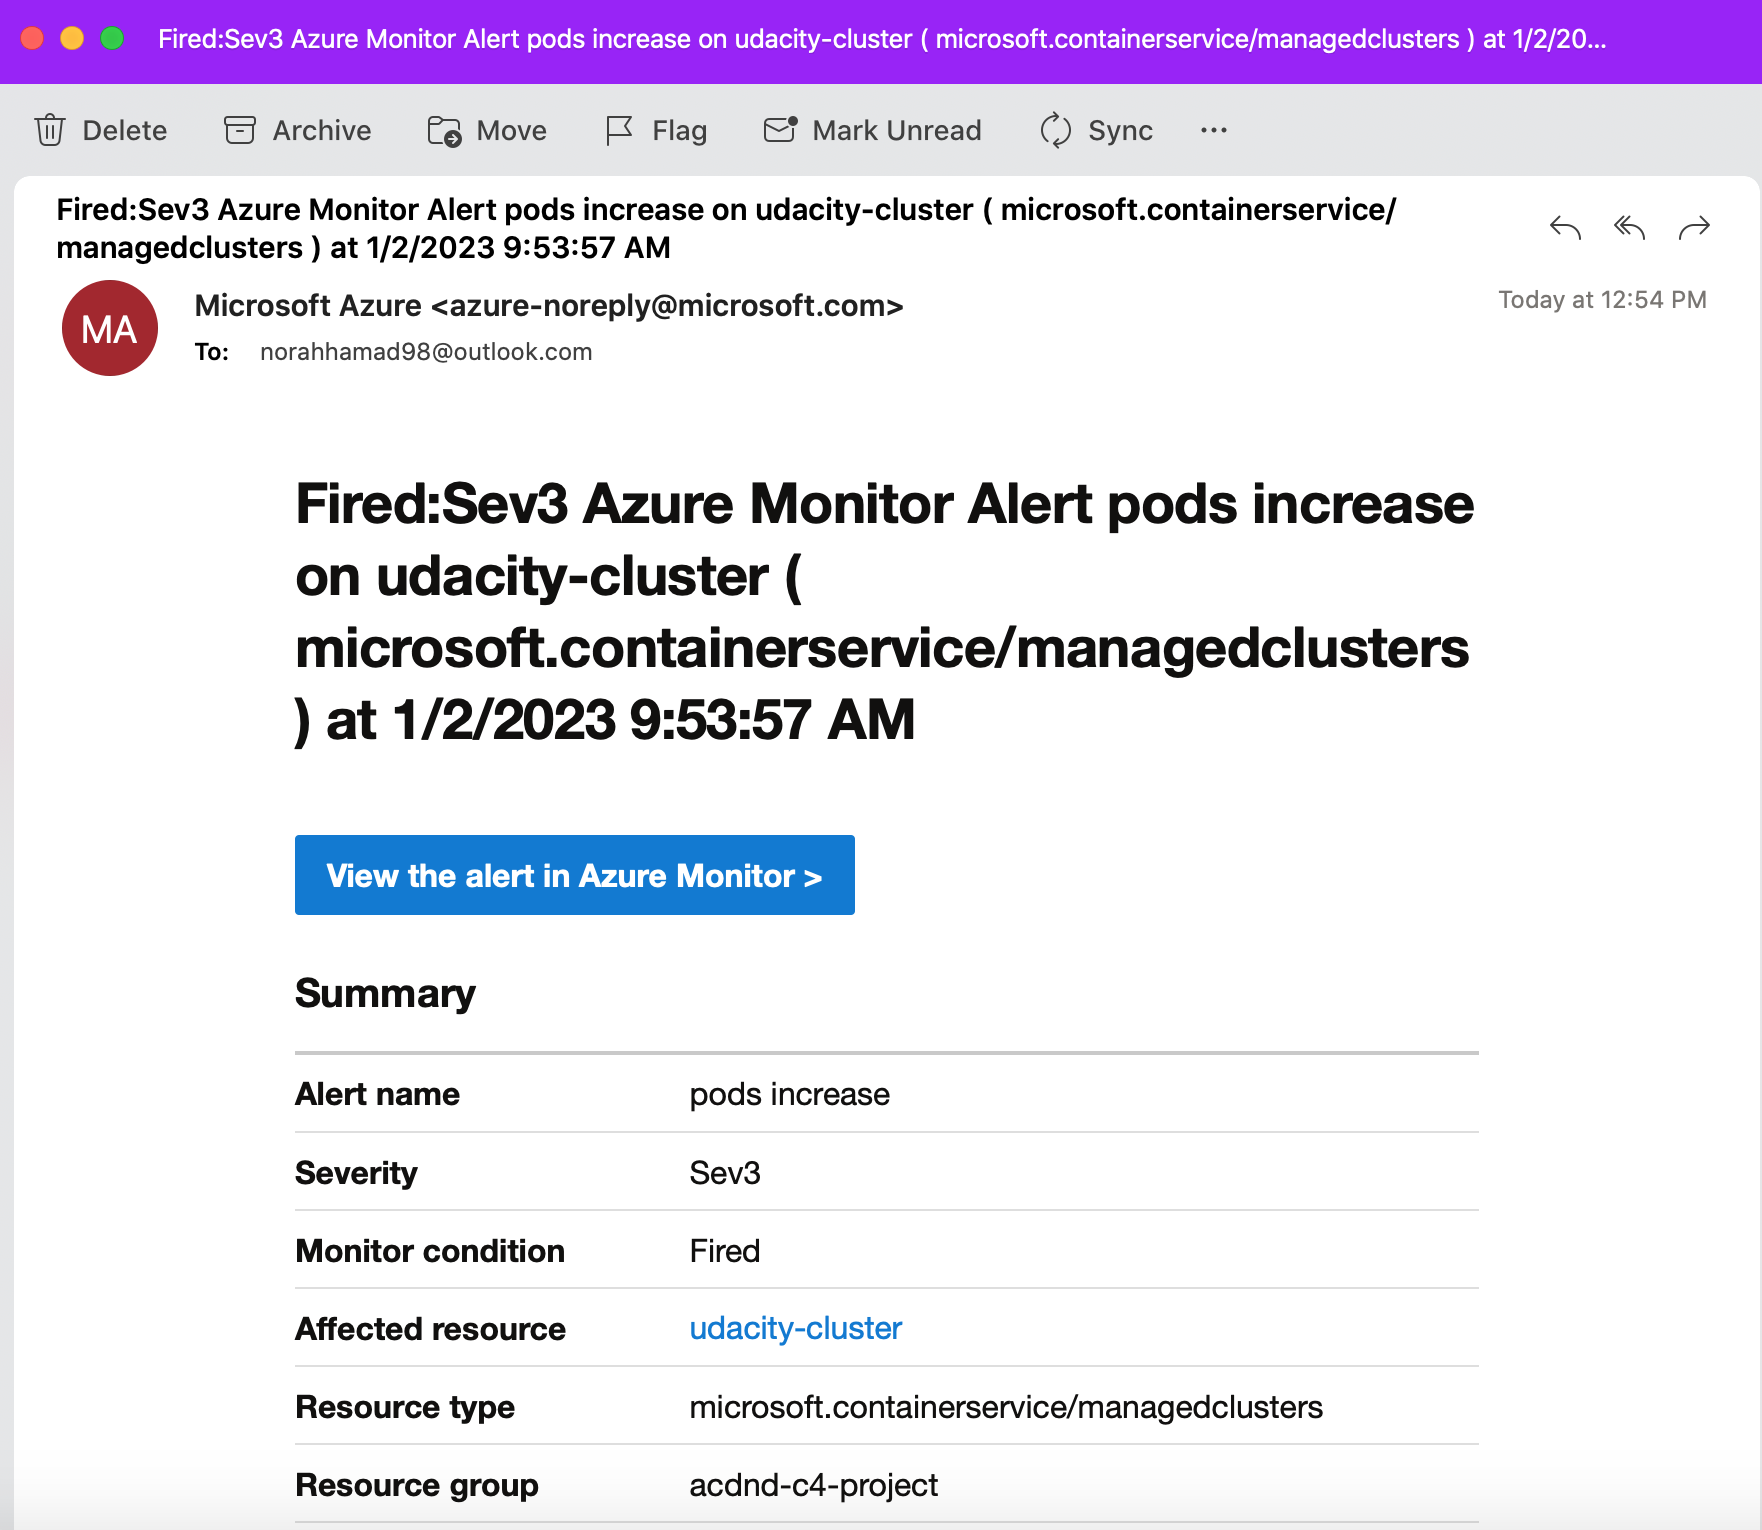 Fired:Sev3 Azure Monitor Alert pods increase on udacity-cluster ( microsoft.containerservice/managedclusters ) at 1/2/20...
Delete Archive Move Flag Mark Unread Sync ...
Fired:Sev3 Azure Monitor Alert pods increase on udacity-cluster ( microsoft.containerservice/
managedclusters ) at 1/2/2023 9:53:57 AM
MA
Microsoft Azure <azure-noreply@microsoft.com>
Today at 12:54 PM
To: norahhamad98@outlook.com
Fired:Sev3 Azure Monitor Alert pods increase
on udacity-cluster (
microsoft.containerservice/managedclusters
) at 1/2/2023 9:53:57 AM
View the alert in Azure Monitor >
Summary
Alert name pods increase
Severity Sev3
Monitor condition Fired
Affected resource udacity-cluster
Resource type microsoft.containerservice/managedclusters
Resource group acdnd-c4-project